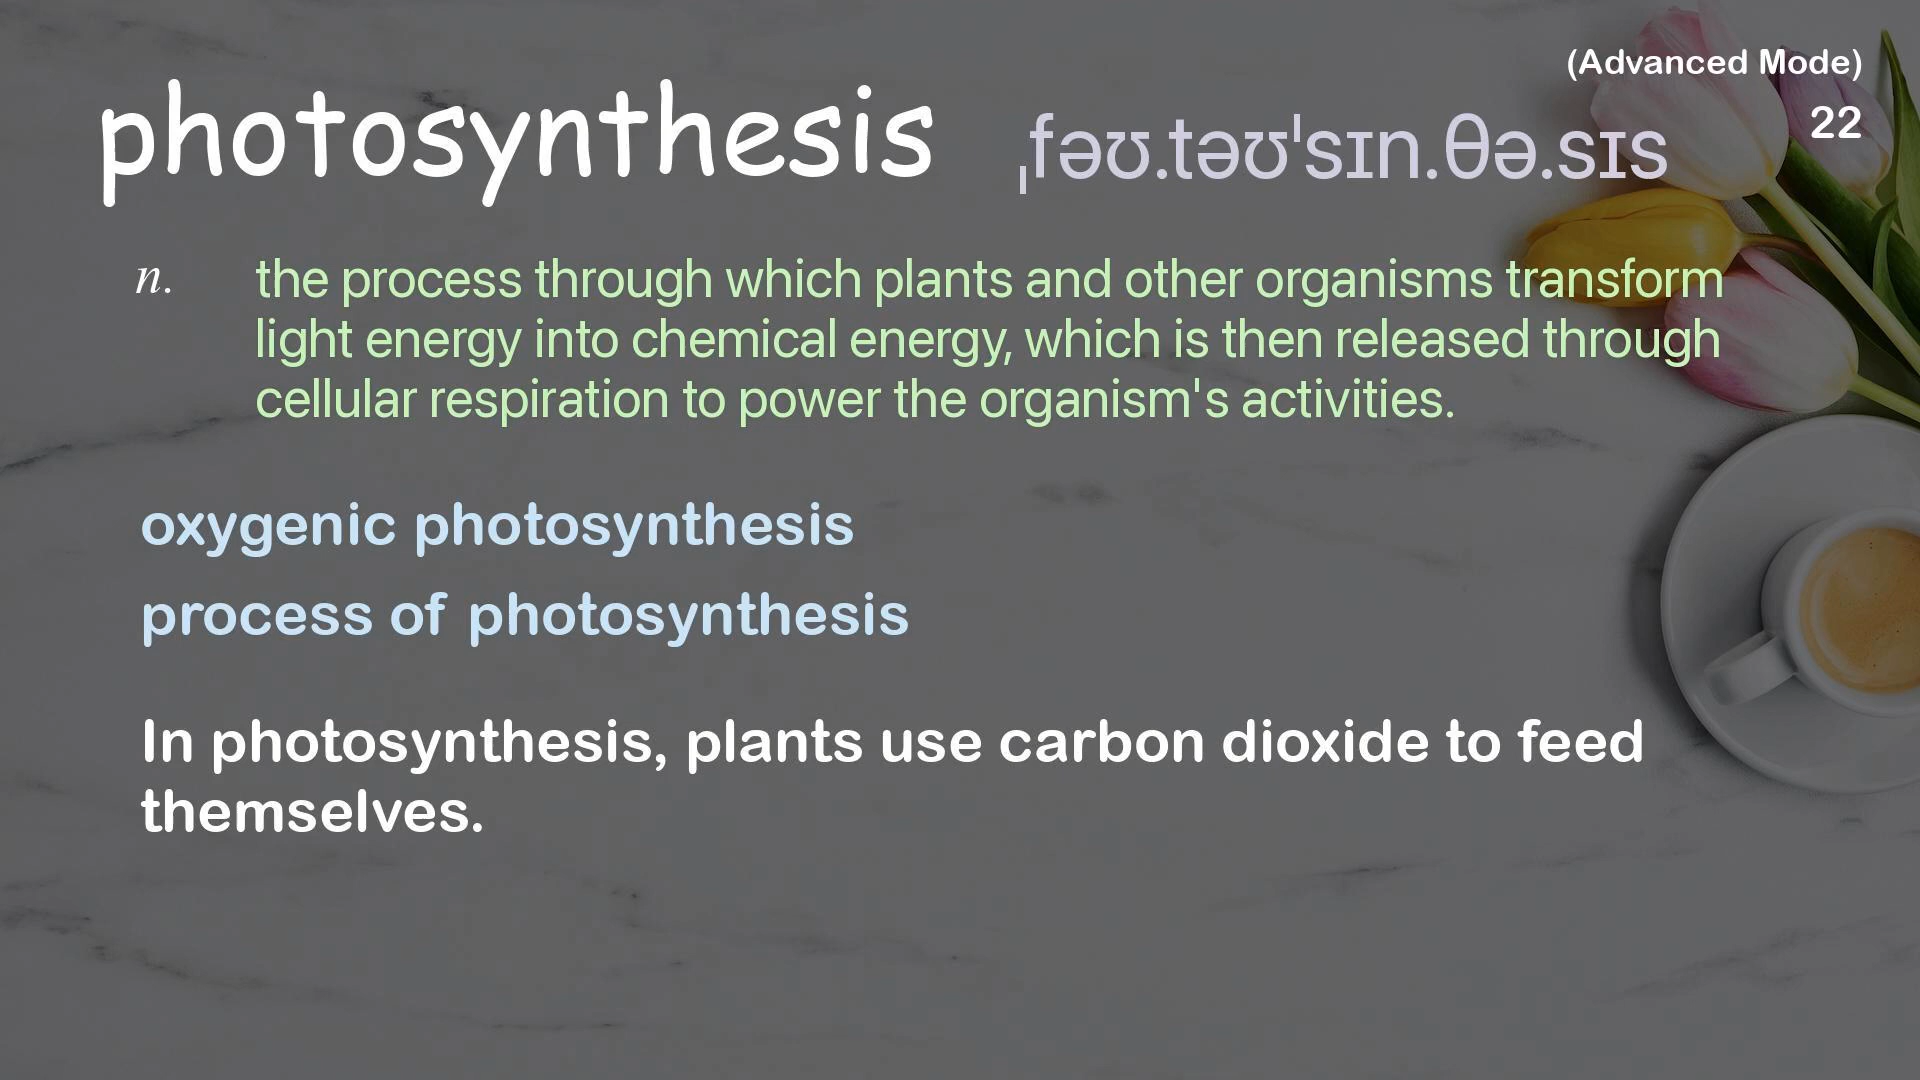 (Advanced Mode)
photosynthesis ˌfəʊ.təʊˈsɪn.θə.sɪs 22
n. the process through which plants and other organisms transform
light energy into chemical energy, which is then released through
cellular respiration to power the organism's activities.
oxygenic photosynthesis
process of photosynthesis
In photosynthesis, plants use carbon dioxide to feed
themselves.